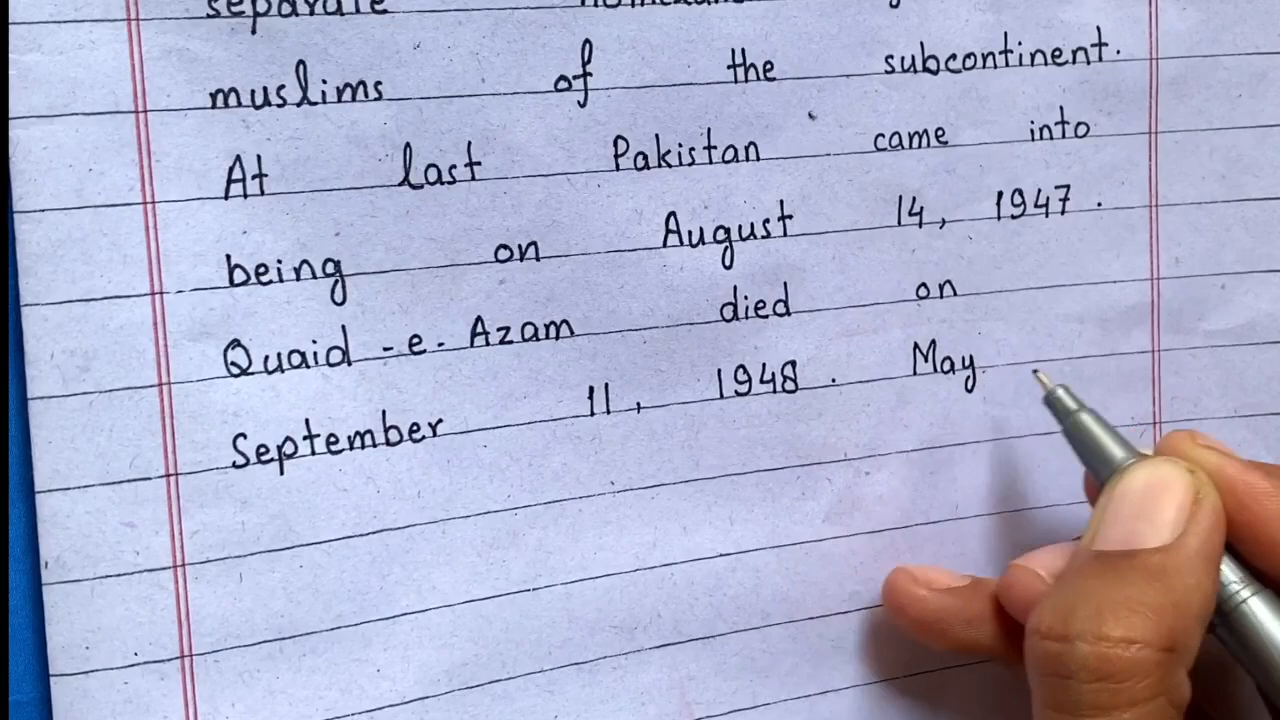 separate
muslims of the subcontinent.
At last Pakistan came into
being on August 14, 1947.
Quaid-e-Azam died on
September 11, 1948. May